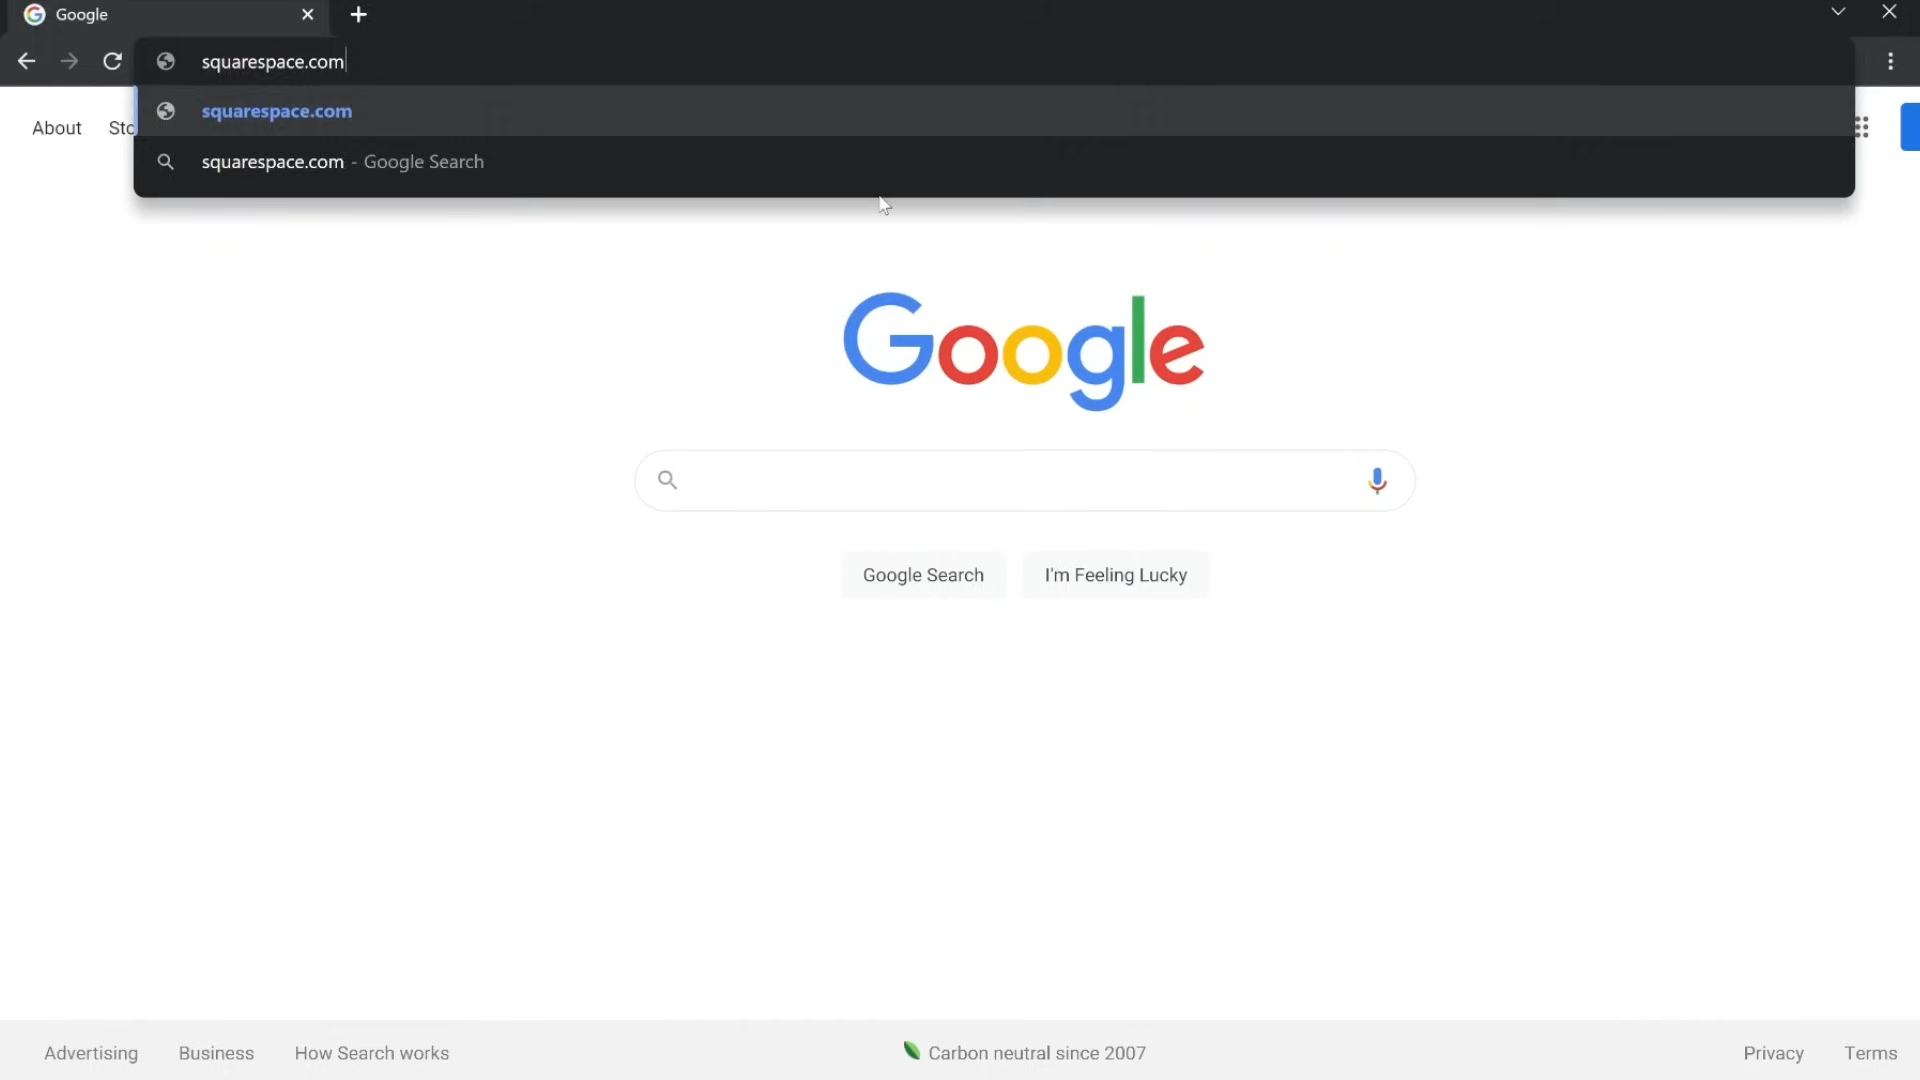 Google
squarespace.com
squarespace.com
squarespace.com - Google Search
About Sto
Google
Google Search
I'm Feeling Lucky
Advertising Business How Search works
Carbon neutral since 2007
Privacy Terms